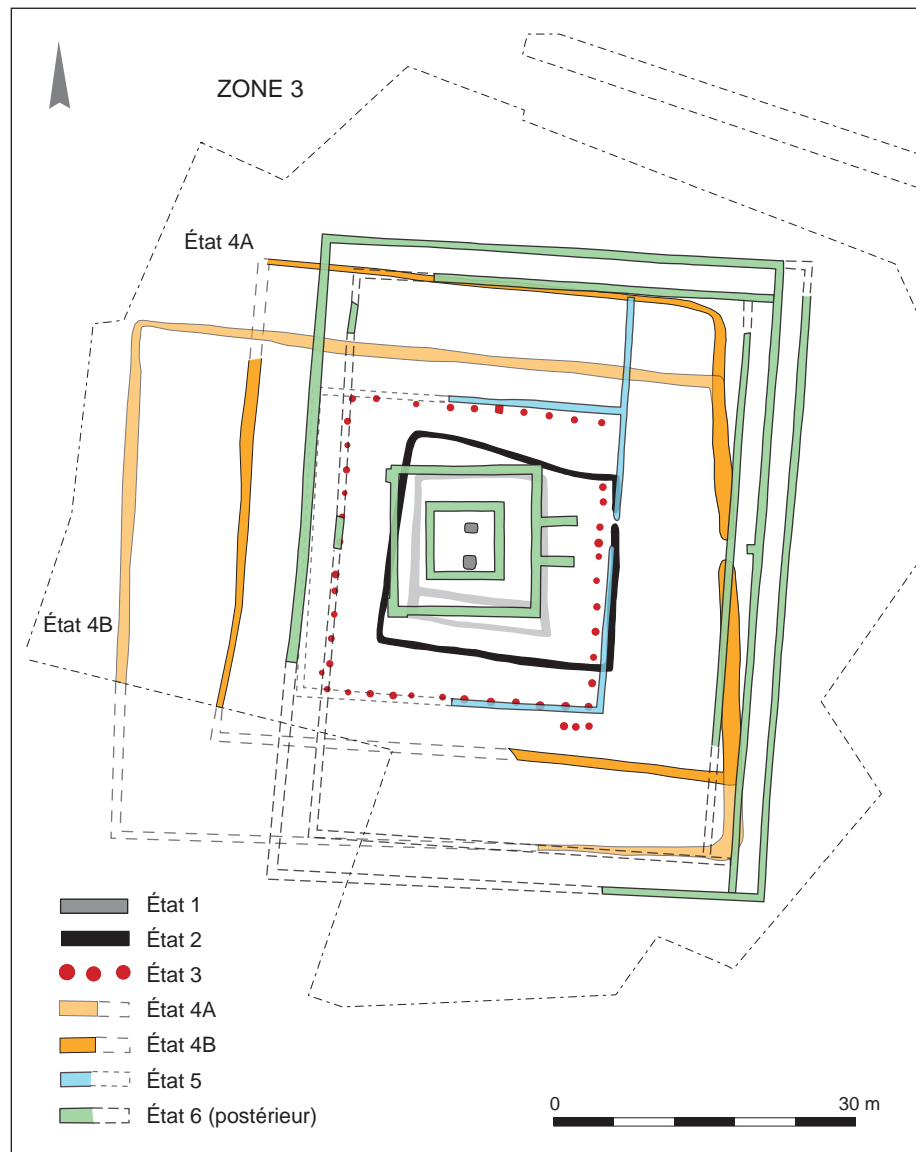 ZONE 3
État 4A
État 4B
État 1
État 2
État 3
État 4A
État 4B
État 5
État 6 (postérieur)
0 30 m